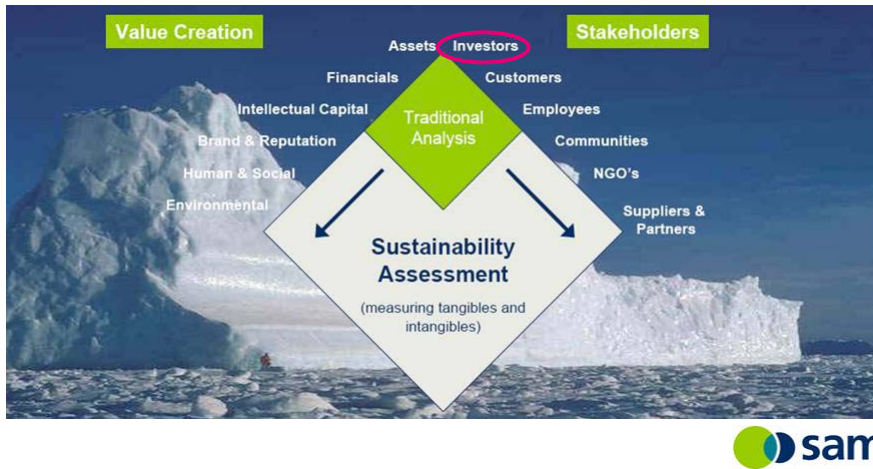 Value Creation
Stakeholders
Assets
Investors
Financials
Customers
Intellectual Capital
Employees
Brand & Reputation
Communities
Human & Social
NGO's
Environmental
Suppliers &
Partners
Traditional
Analysis
Sustainability
Assessment
(measuring tangibles and
intangibles)
sam